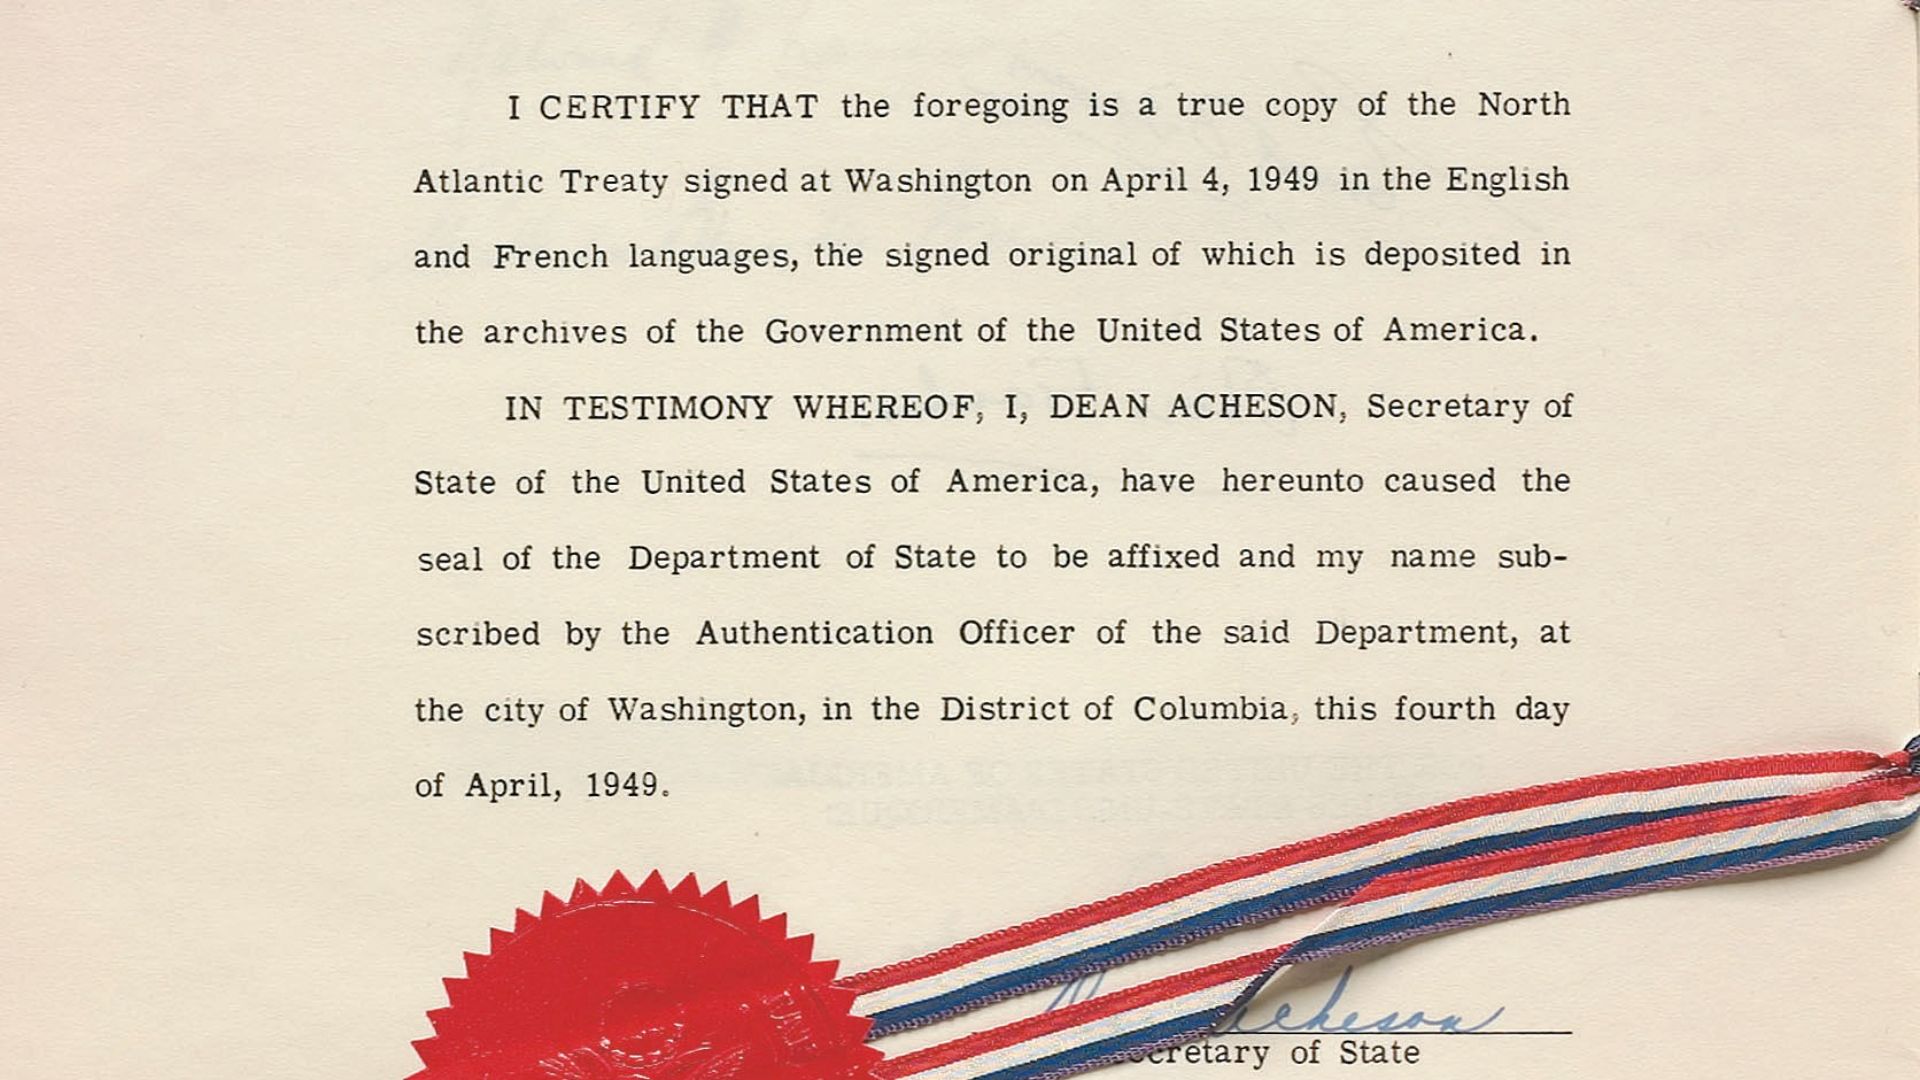 I CERTIFY THAT the foregoing is a true copy of the North
Atlantic Treaty signed at Washington on April 4, 1949 in the English
and French languages, the signed original of which is deposited in
the archives of the Government of the United States of America.
IN TESTIMONY WHEREOF, I, DEAN ACHESON, Secretary of
State of the United States of America, have hereunto caused the
seal of the Department of State to be affixed and my name sub-
scribed by the Authentication Officer of the said Department, at
the city of Washington, in the District of Columbia, this fourth day
of April, 1949.
Acheson
Secretary of State